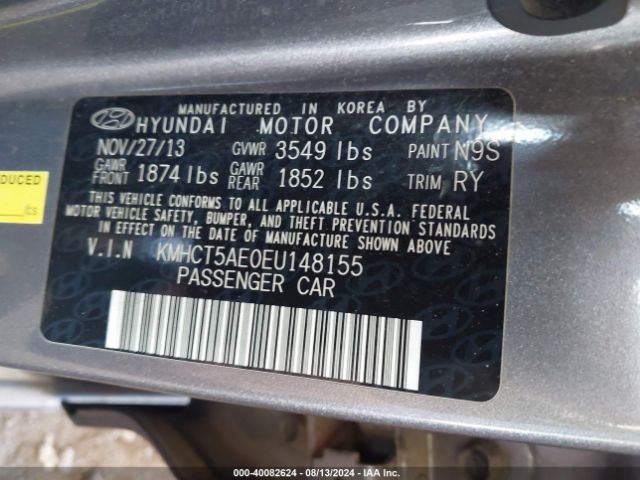 MANUFACTURED IN KOREA BY
HYUNDAI MOTOR COMPANY
NOV/27/13 GVWR 3549 lbs PAINT N9S
GAWR FRONT 1874 lbs GAWR REAR 1852 lbs TRIM RY
THIS VEHICLE CONFORMS TO ALL APPLICABLE U.S.A. FEDERAL
MOTOR VEHICLE SAFETY, BUMPER, AND THEFT PREVENTION STANDARDS
IN EFFECT ON THE DATE OF MANUFACTURE SHOWN ABOVE
V.I.N KMHCT5AE0EU148155
PASSENGER CAR
DUCED
lbs
000-40082624 - 08/13/2024 - IAA Inc.